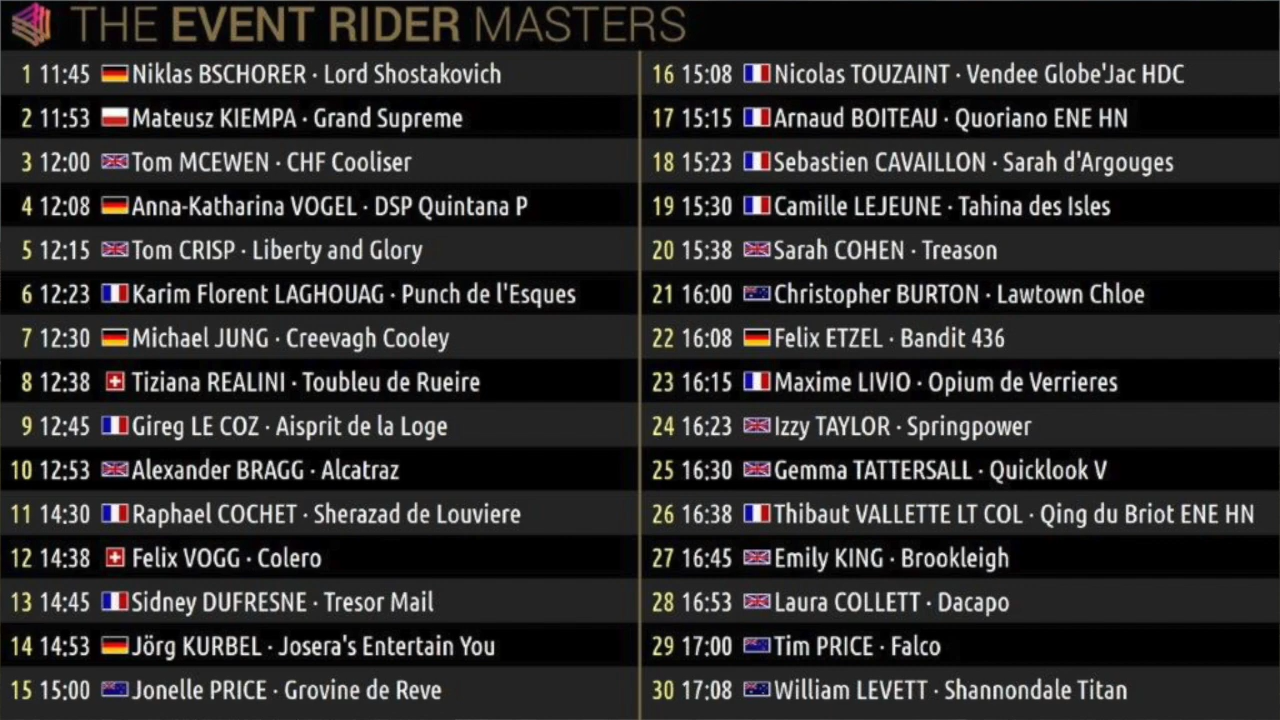 THE EVENT RIDER MASTERS
1 11:45 Niklas BSCHORER · Lord Shostakovich
2 11:53 Mateusz KIEMPA · Grand Supreme
3 12:00 Tom MCEWEN · CHF Cooliser
4 12:08 Anna-Katharina VOGEL · DSP Quintana P
5 12:15 Tom CRISP · Liberty and Glory
6 12:23 Karim Florent LAGHOUAG · Punch de l'Esques
7 12:30 Michael JUNG · Creevagh Cooley
8 12:38 Tiziana REALINI · Toubleu de Rueire
9 12:45 Gireg LE COZ · Aisprit de la Loge
10 12:53 Alexander BRAGG · Alcatraz
11 14:30 Raphael COCHET · Sherazad de Louviere
12 14:38 Felix VOGG · Colero
13 14:45 Sidney DUFRESNE · Tresor Mail
14 14:53 Jörg KURBEL · Josera's Entertain You
15 15:00 Jonelle PRICE · Grovine de Reve
16 15:08 Nicolas TOUZAINT · Vendee Globe'Jac HDC
17 15:15 Arnaud BOITEAU · Quoriano ENE HN
18 15:23 Sebastien CAVAILLON · Sarah d'Argouges
19 15:30 Camille LEJEUNE · Tahina des Isles
20 15:38 Sarah COHEN · Treason
21 16:00 Christopher BURTON · Lawtown Chloe
22 16:08 Felix ETZEL · Bandit 436
23 16:15 Maxime LIVIO · Opium de Verrieres
24 16:23 Izzy TAYLOR · Springpower
25 16:30 Gemma TATTERSALL · Quicklook V
26 16:38 Thibaut VALLETTE LT COL · Qing du Briot ENE HN
27 16:45 Emily KING · Brookleigh
28 16:53 Laura COLLETT · Dacapo
29 17:00 Tim PRICE · Falco
30 17:08 William LEVETT · Shannondale Titan